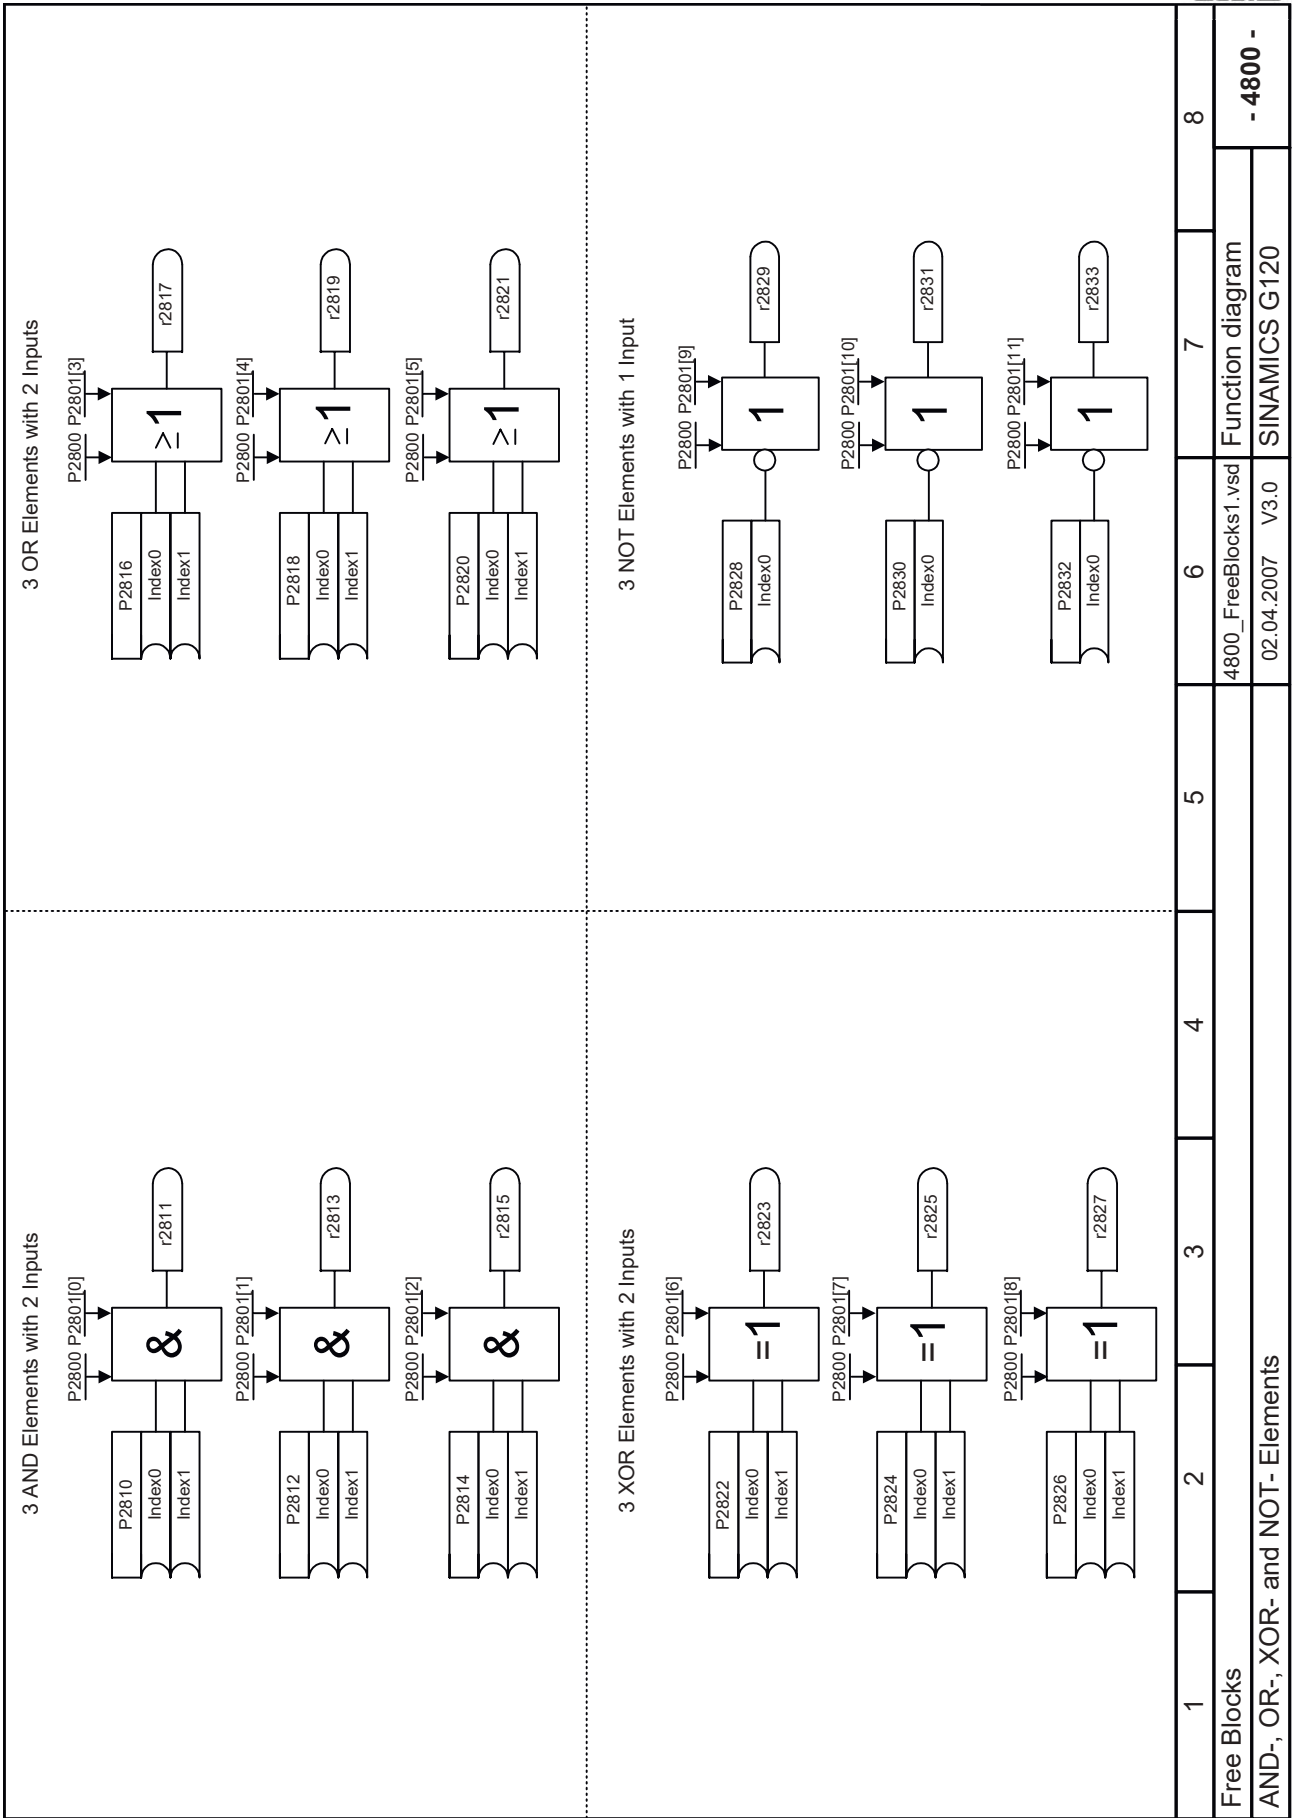 3 AND Elements with 2 Inputs
P2800 P2801[0]
P2810
Index0
Index1
&
r2811
P2800 P2801[1]
P2812
Index0
Index1
&
r2813
P2800 P2801[2]
P2814
Index0
Index1
&
r2815
3 OR Elements with 2 Inputs
P2800 P2801[3]
P2816
Index0
Index1
≥1
r2817
P2800 P2801[4]
P2818
Index0
Index1
≥1
r2819
P2800 P2801[5]
P2820
Index0
Index1
≥1
r2821
3 XOR Elements with 2 Inputs
P2800 P2801[6]
P2822
Index0
Index1
=1
r2823
P2800 P2801[7]
P2824
Index0
Index1
=1
r2825
P2800 P2801[8]
P2826
Index0
Index1
=1
r2827
3 NOT Elements with 1 Input
P2800 P2801[9]
P2828
Index0
1
r2829
P2800 P2801[10]
P2830
Index0
1
r2831
P2800 P2801[11]
P2832
Index0
1
r2833
1 2 3 4 5 6 7 8
Free Blocks 4800_FreeBlocks1.vsd Function diagram - 4800 -
AND-, OR-, XOR- and NOT- Elements 02.04.2007 V3.0 SINAMICS G120